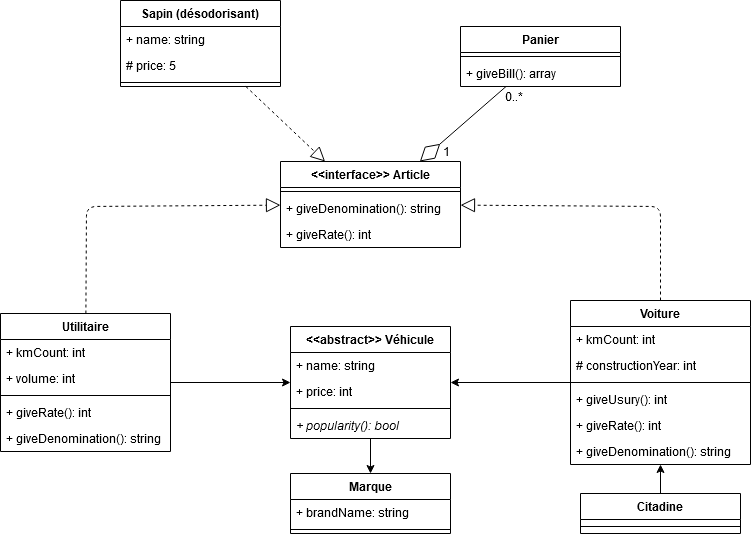 Sapin (désodorisant)
+ name: string
# price: 5
Panier
+ giveBill(): array
0..*
1
<<interface>> Article
+ giveDenomination(): string
+ giveRate(): int
Utilitaire
+ kmCount: int
+ volume: int
+ giveRate(): int
+ giveDenomination(): string
<<abstract>> Véhicule
+ name: string
+ price: int
+ popularity(): bool
Voiture
+ kmCount: int
# constructionYear: int
+ giveUsury(): int
+ giveRate(): int
+ giveDenomination(): string
Marque
+ brandName: string
Citadine